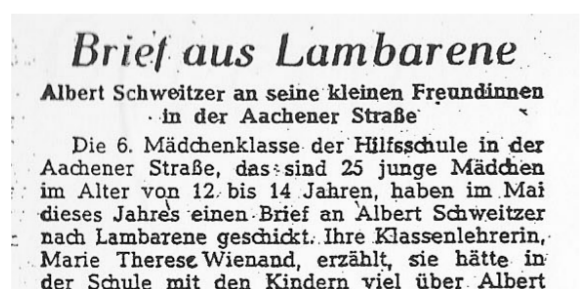 Brief aus Lambarene
Albert Schweitzer an seine kleinen Freundinnen
in der Aachener Straße
Die 6. Mädchenklasse der Hilfsschule in der
Aachener Straße, das sind 25 junge Mädchen
im Alter von 12 bis 14 Jahren, haben im Mai
dieses Jahres einen Brief an Albert Schweitzer
nach Lambarene geschickt. Ihre Klassenlehrerin,
Marie Therese Wienand, erzählt, sie hätte in
der Schule mit den Kindern viel über Albert